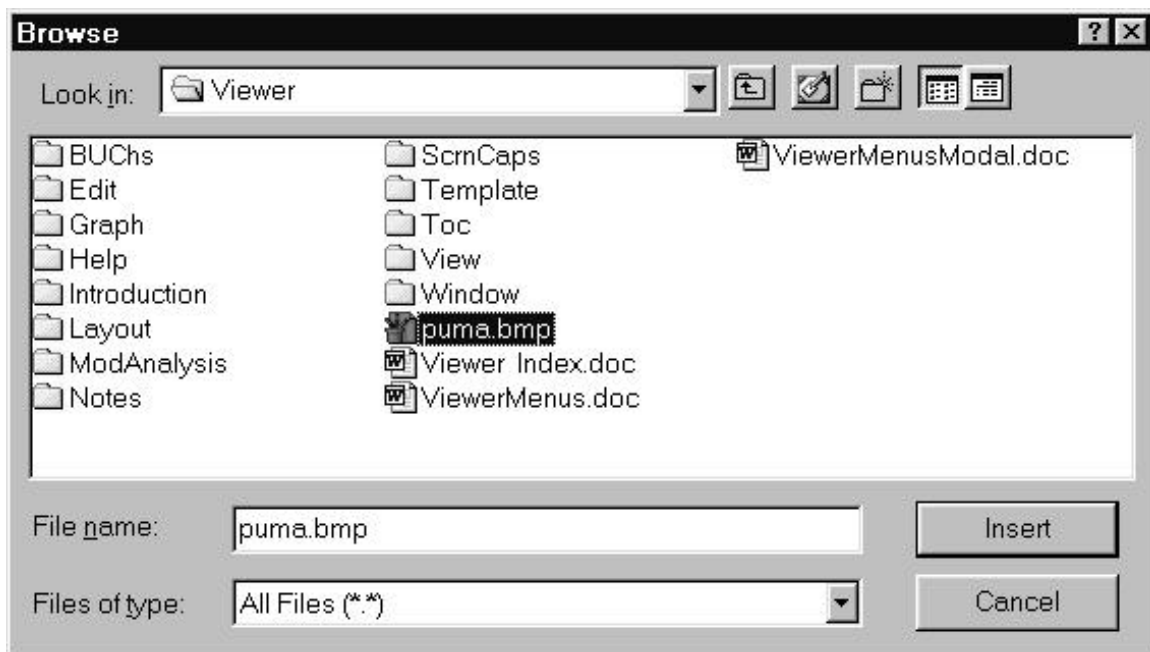 Browse
Look in: Viewer
BUChs ScrnCaps ViewerMenusModal.doc
Edit Template
Graph Toc
Help View
Introduction Window
Layout puma.bmp
ModAnalysis Viewer Index.doc
Notes ViewerMenus.doc
File name: puma.bmp Insert
Files of type: All Files (*.*) Cancel